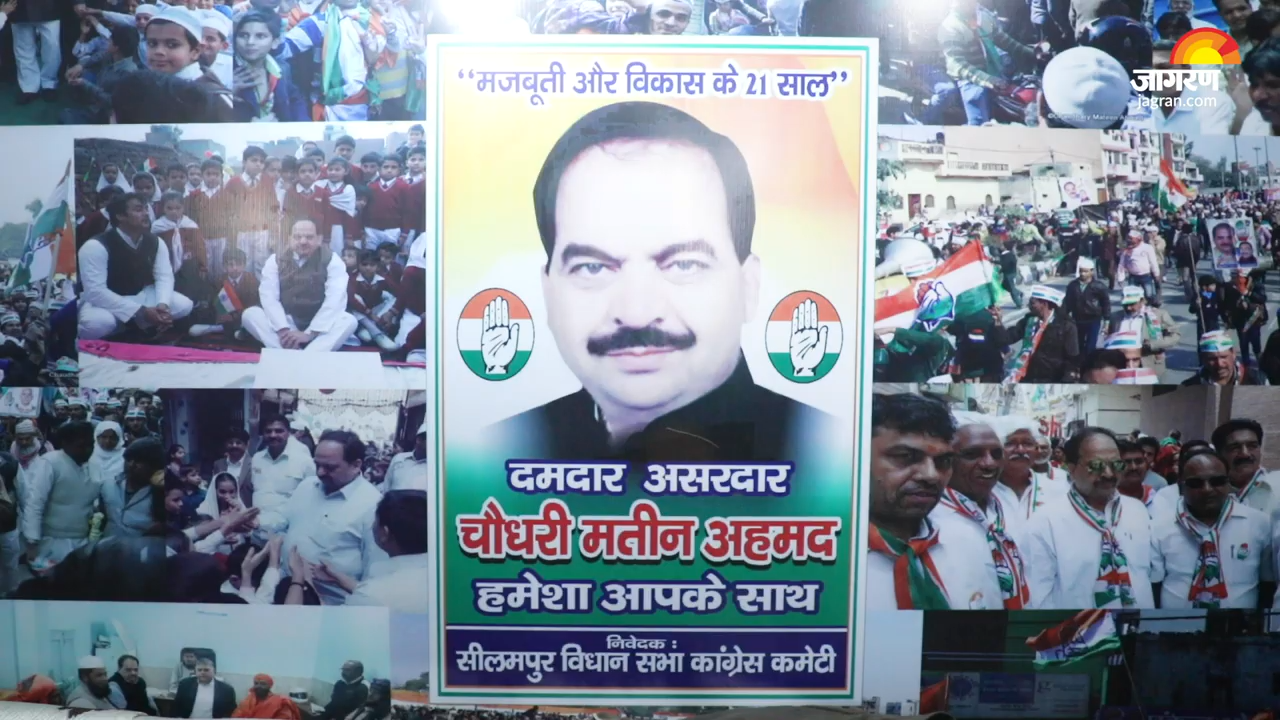 “मजबूती और विकास के 21 साल”
जागरण
jagran.com
दमदार असरदार
चौधरी मतीन अहमद
हमेशा आपके साथ
निवेदक :
सीलमपुर विधान सभा कांग्रेस कमेटी